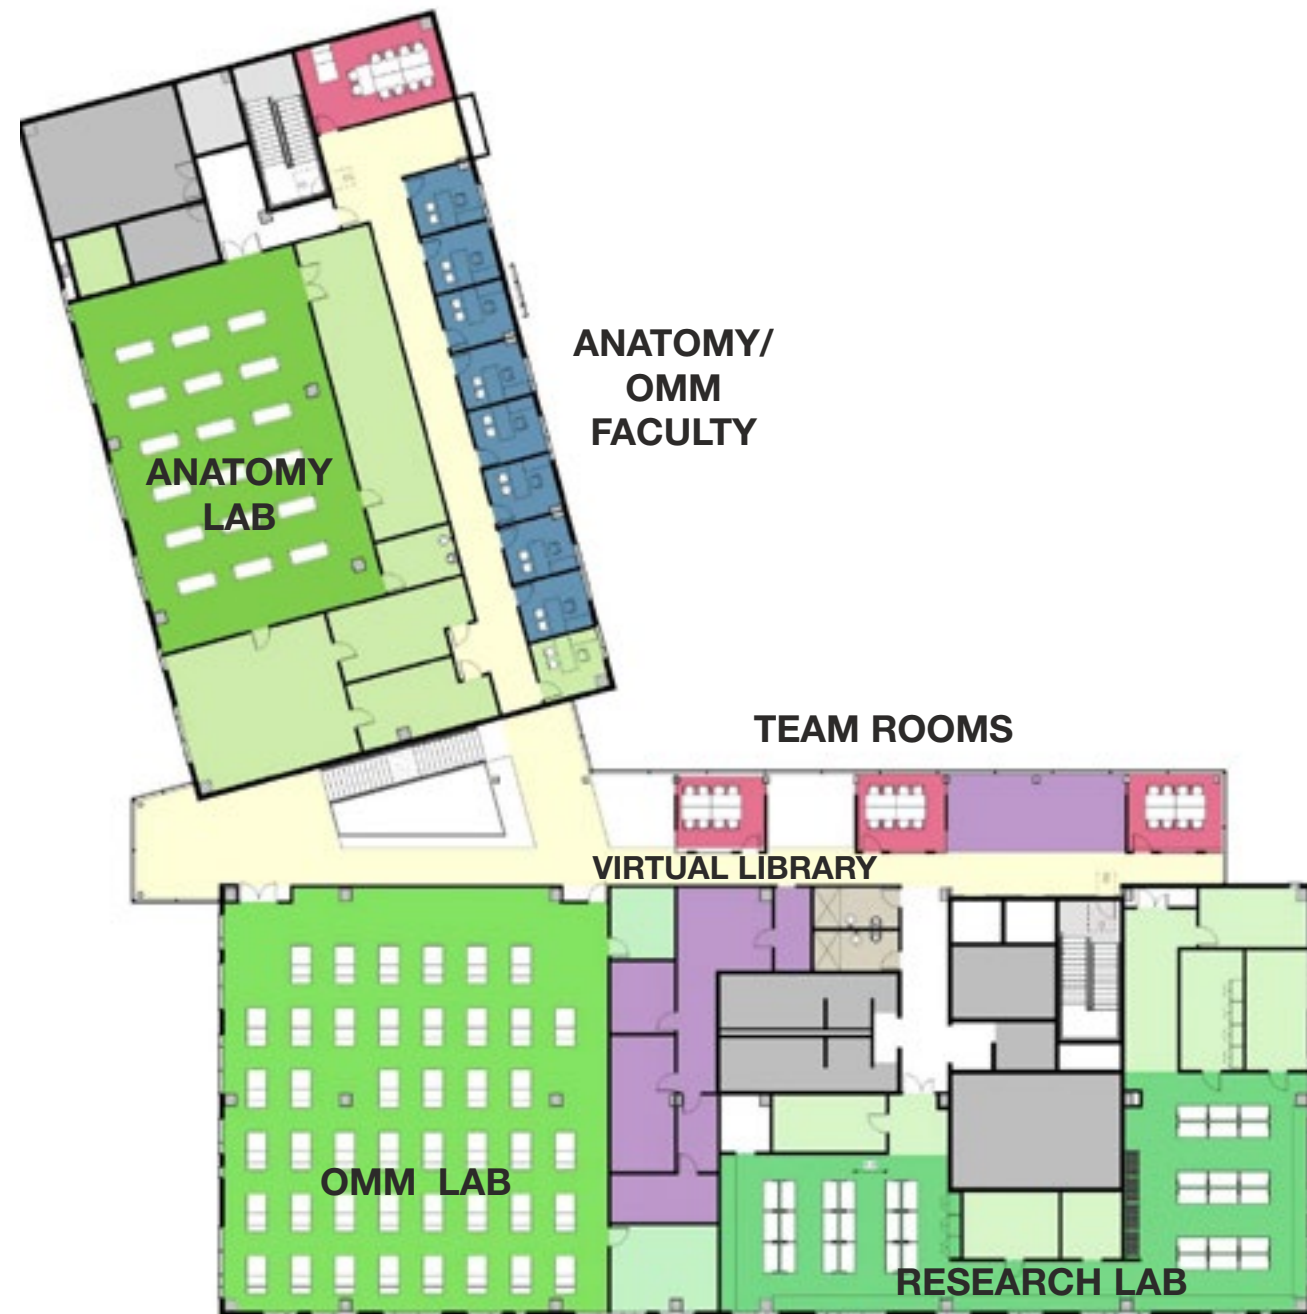 ANATOMY/
OMM
FACULTY
ANATOMY
LAB
TEAM ROOMS
VIRTUAL LIBRARY
OMM LAB
RESEARCH LAB